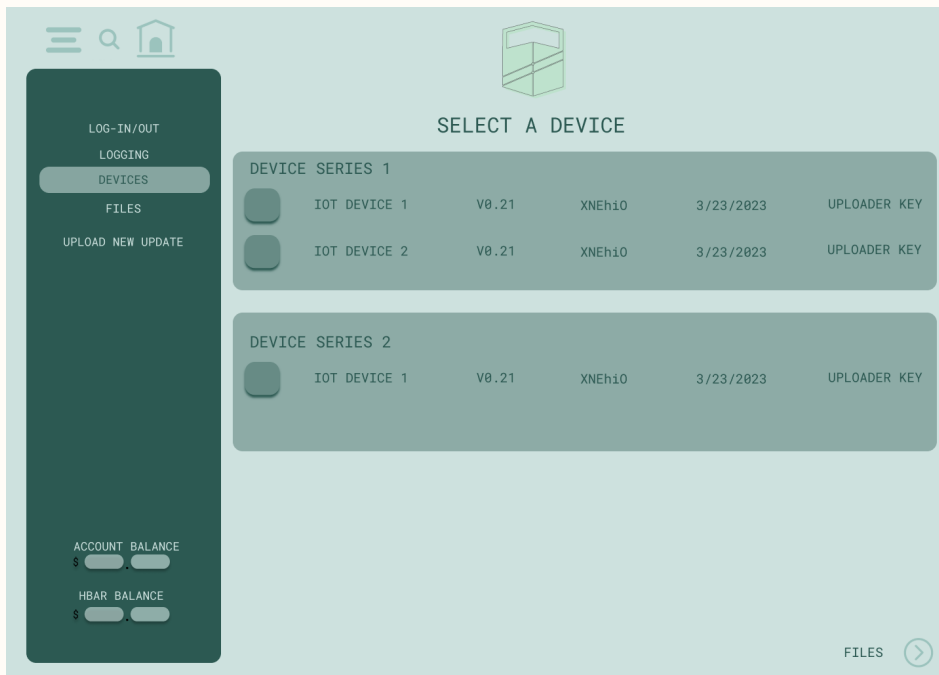 SELECT A DEVICE
LOG-IN/OUT
LOGGING
DEVICES
FILES
UPLOAD NEW UPDATE
ACCOUNT BALANCE
$ .
HBAR BALANCE
$ .
DEVICE SERIES 1
IOT DEVICE 1 V0.21 XNEhiO 3/23/2023 UPLOADER KEY
IOT DEVICE 2 V0.21 XNEhiO 3/23/2023 UPLOADER KEY
DEVICE SERIES 2
IOT DEVICE 1 V0.21 XNEhiO 3/23/2023 UPLOADER KEY
FILES